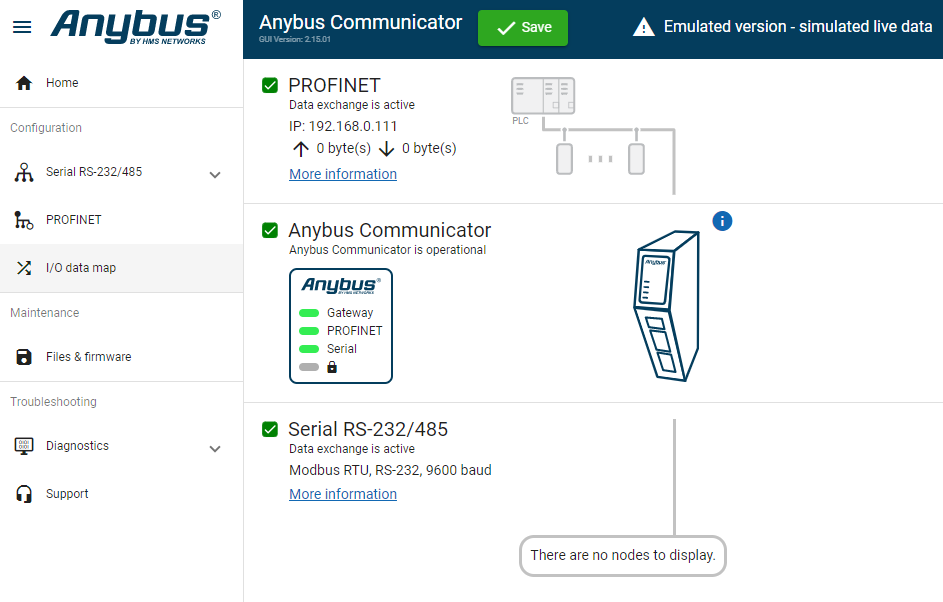 Anybus®
BY HMS NETWORKS
Anybus Communicator
GUI Version: 2.15.01
Save
Emulated version - simulated live data
Home
Configuration
Serial RS-232/485
PROFINET
I/O data map
Maintenance
Files & firmware
Troubleshooting
Diagnostics
Support
PROFINET
Data exchange is active
IP: 192.168.0.111
0 byte(s) 0 byte(s)
More information
PLC
Anybus Communicator
Anybus Communicator is operational
Anybus®
BY HMS NETWORKS
Gateway
PROFINET
Serial
Anybus
Serial RS-232/485
Data exchange is active
Modbus RTU, RS-232, 9600 baud
More information
There are no nodes to display.